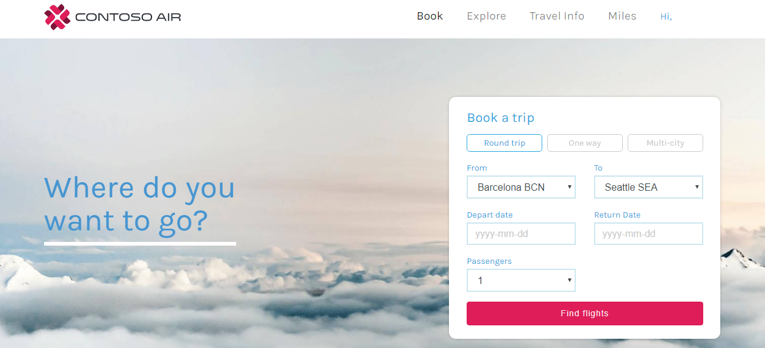 CONTOSO AIR
Book Explore Travel Info Miles Hi,
Book a trip
Round trip One way Multi-city
From To
Barcelona BCN Seattle SEA
Where do you
want to go?
Depart date Return Date
yyyy-mm-dd yyyy-mm-dd
Passengers
1
Find flights